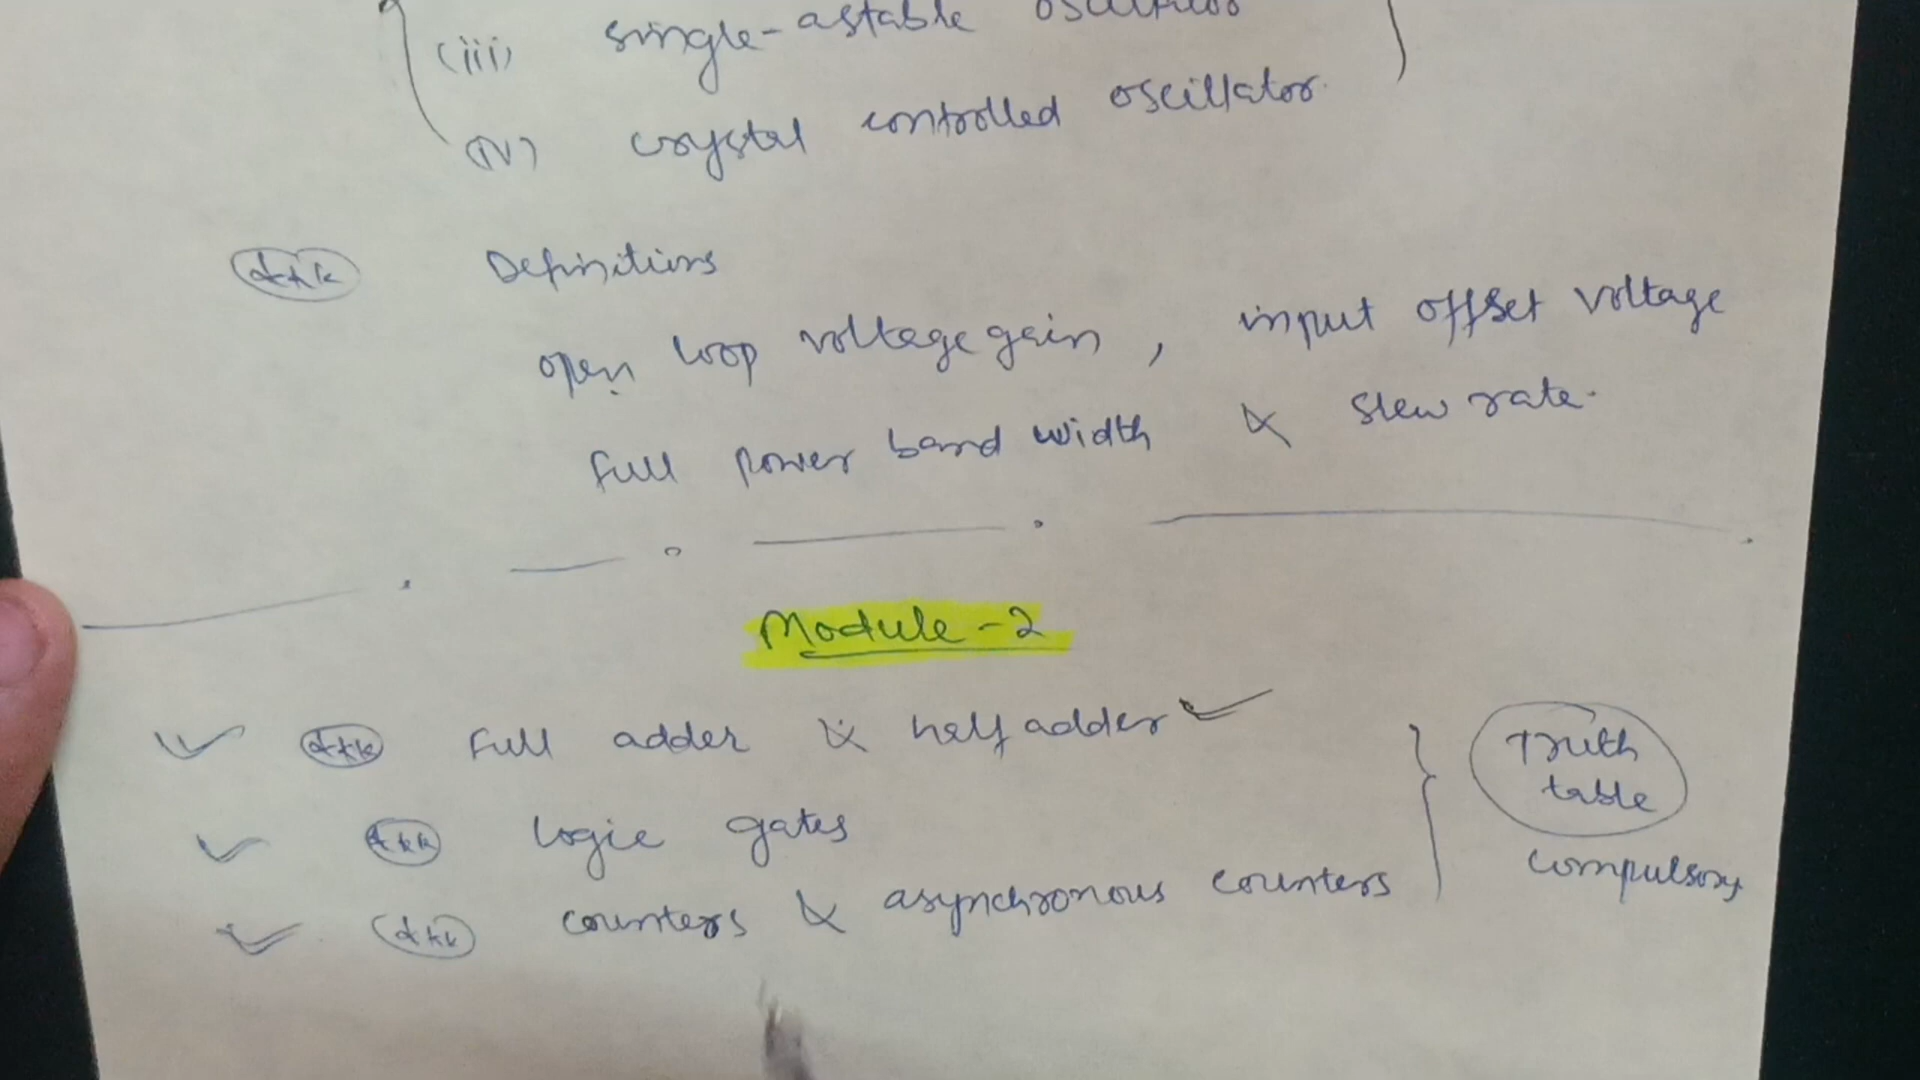 (iii) single-astable oscillator
(iv) crystal controlled oscillator.
*** Definitions
open loop voltage gain, input offset voltage
full power band width & slew rate.
Module-2
*** Full adder & half adder
Truth table
*** logic gates
compulsory
*** counters & asynchronous counters